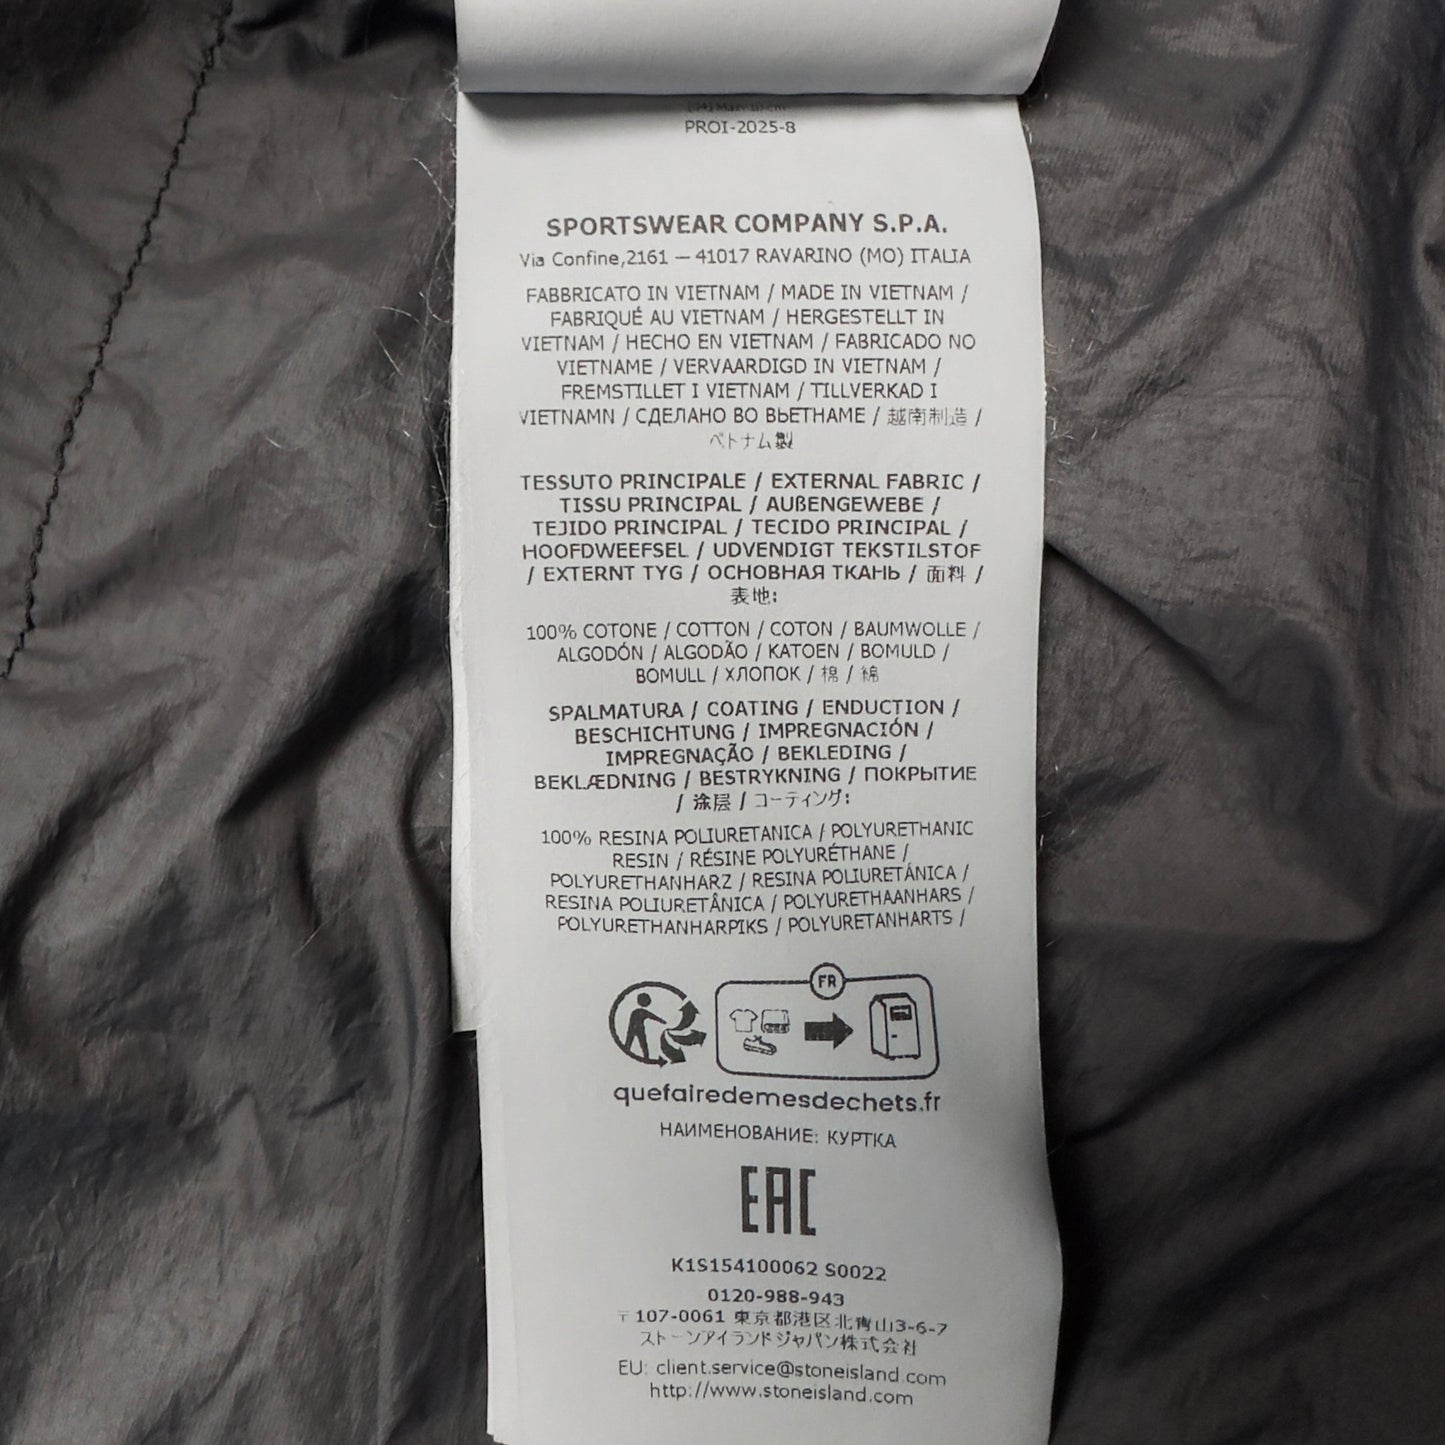 PROI-2025-8
SPORTSWEAR COMPANY S.P.A.
Via Confine,2161 — 41017 RAVARINO (MO) ITALIA
FABBRICATO IN VIETNAM / MADE IN VIETNAM /
FABRIQUÉ AU VIETNAM / HERGESTELLT IN
VIETNAM / HECHO EN VIETNAM / FABRICADO NO
VIETNAME / VERVAARDIGD IN VIETNAM /
FREMSTILLET I VIETNAM / TILLVERKAD I
VIETNAMN / СДЕЛАНО ВО ВЬЕТНАМЕ / 越南制造 /
ベトナム製
TESSUTO PRINCIPALE / EXTERNAL FABRIC /
TISSU PRINCIPAL / AUßENGEWEBE /
TEJIDO PRINCIPAL / TECIDO PRINCIPAL /
HOOFDWEEFSEL / UDVENDIGT TEKSTILSTOF
/ EXTERNT TYG / ОСНОВНАЯ ТКАНЬ / 面料 /
表地:
100% COTONE / COTTON / COTON / BAUMWOLLE /
ALGODÓN / ALGODÃO / KATOEN / BOMULD /
BOMULL / ХЛОПОК / 棉 / 綿
SPALMATURA / COATING / ENDUCTION /
BESCHICHTUNG / IMPREGNACIÓN /
IMPREGNAÇÃO / BEKLEDING /
BEKLÆDNING / BESTRYKNING / ПОКРЫТИЕ
/ 涂层 / コーティング:
100% RESINA POLIURETANICA / POLYURETHANIC
RESIN / RÉSINE POLYURÉTHANE /
POLYURETHANHARZ / RESINA POLIURETÁNICA /
RESINA POLIURETÂNICA / POLYURETHAANHARS /
POLYURETHANHARPIKS / POLYURETANHARTS /
FR
quefairedemesdechets.fr
НАИМЕНОВАНИЕ: КУРТКА
EAC
K1S154100062 S0022
0120-988-943
〒107-0061 東京都港区北青山3-6-7
ストーンアイランドジャパン株式会社
EU: client.service@stoneisland.com
http://www.stoneisland.com